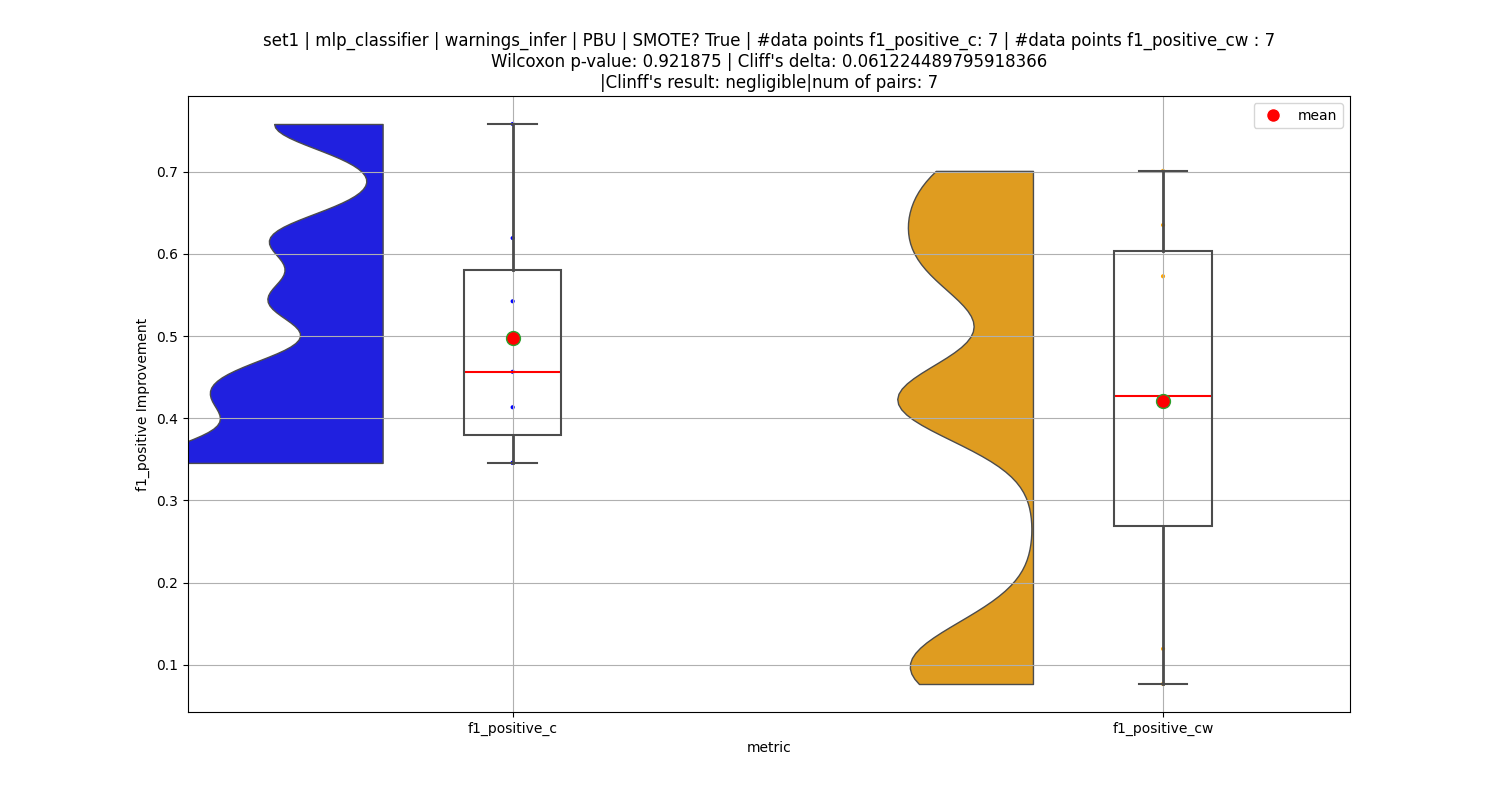 set1 | mlp_classifier | warnings_infer | PBU | SMOTE? True | #data points f1_positive_c: 7 | #data points f1_positive_cw : 7
Wilcoxon p-value: 0.921875 | Cliff's delta: 0.061224489795918366
|Clinff's result: negligible|num of pairs: 7
mean
f1_positive Improvement
0.7
0.6
0.5
0.4
0.3
0.2
0.1
f1_positive_c
f1_positive_cw
metric